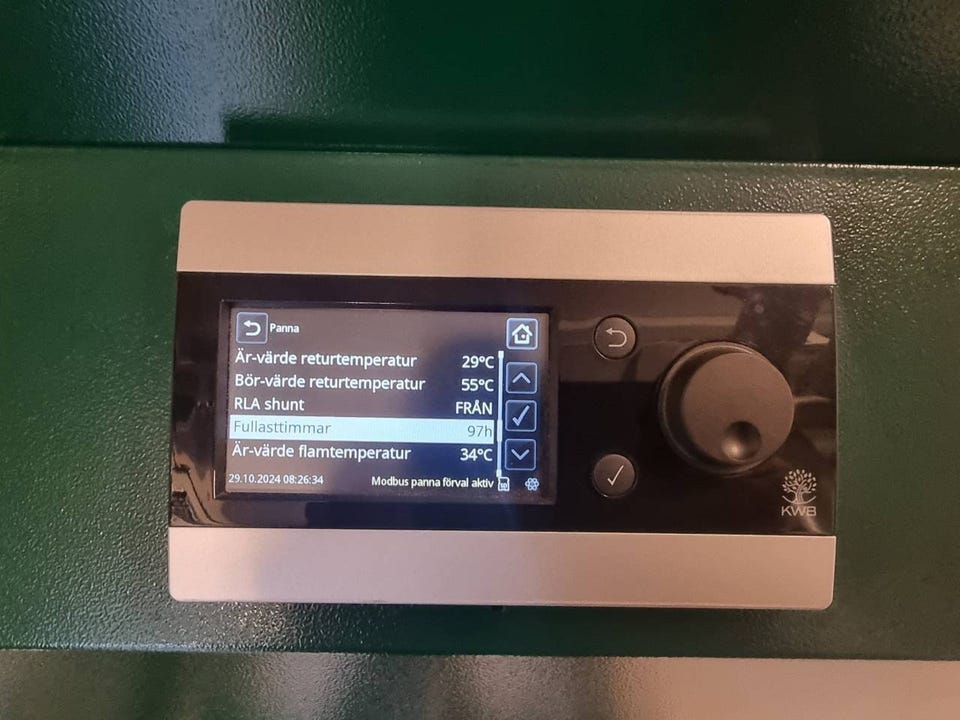 Panna
Är-värde returtemperatur 29°C
Bör-värde returtemperatur 55°C
RLA shunt FRÅN
Fullasttimmar 97h
Är-värde flamtemperatur 34°C
29.10.2024 08:26:34 Modbus panna förval aktiv
KWB